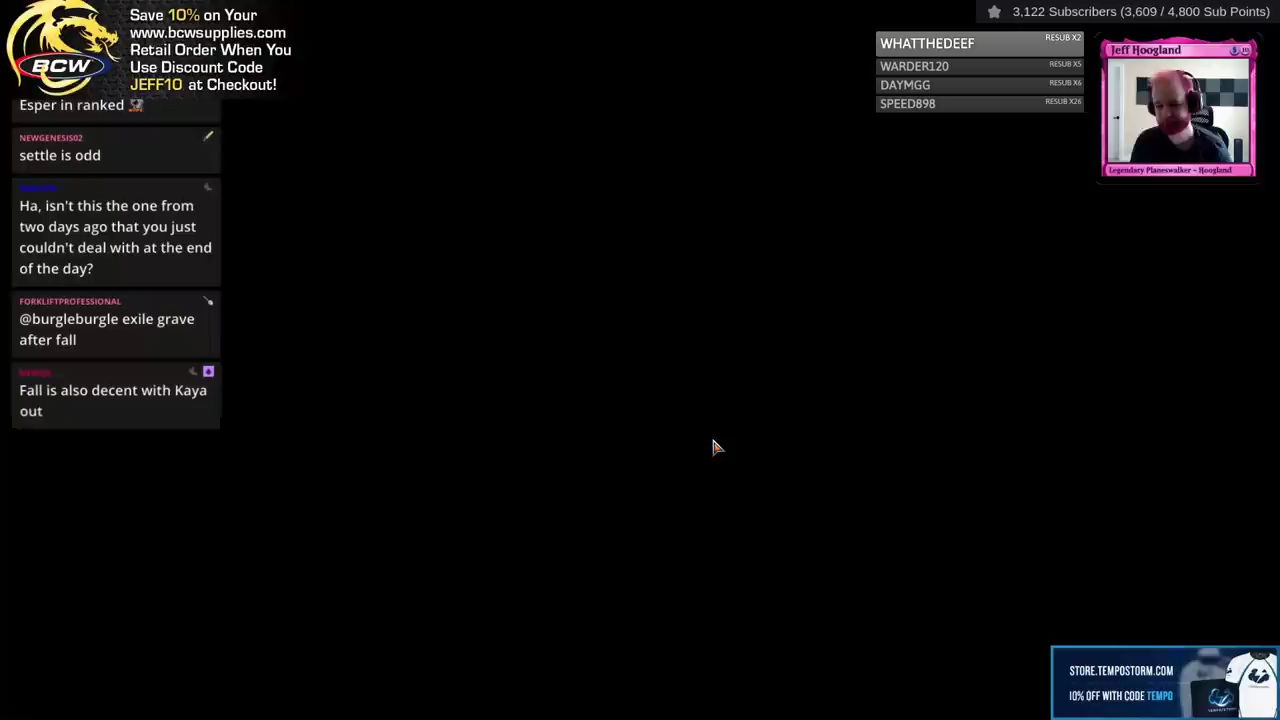 Save 10% on Your
www.bcwsupplies.com
Retail Order When You
Use Discount Code
JEFF10 at Checkout!
BCW
Esper in ranked
NEWGENESIS02
settle is odd
Ha, isn't this the one from
two days ago that you just
couldn't deal with at the end
of the day?
FORKLIFTPROFESSIONAL
@burgleburgle exile grave
after fall
Fall is also decent with Kaya
out
3,122 Subscribers (3,609 / 4,800 Sub Points)
WHATTHEDEEF RESUB X2
WARDER120 RESUB X5
DAYMGG RESUB X6
SPEED898 RESUB X26
Jeff Hoogland
Legendary Planeswalker - Hoogland
STORE.TEMPOSTORM.COM
10% OFF WITH CODE TEMPO